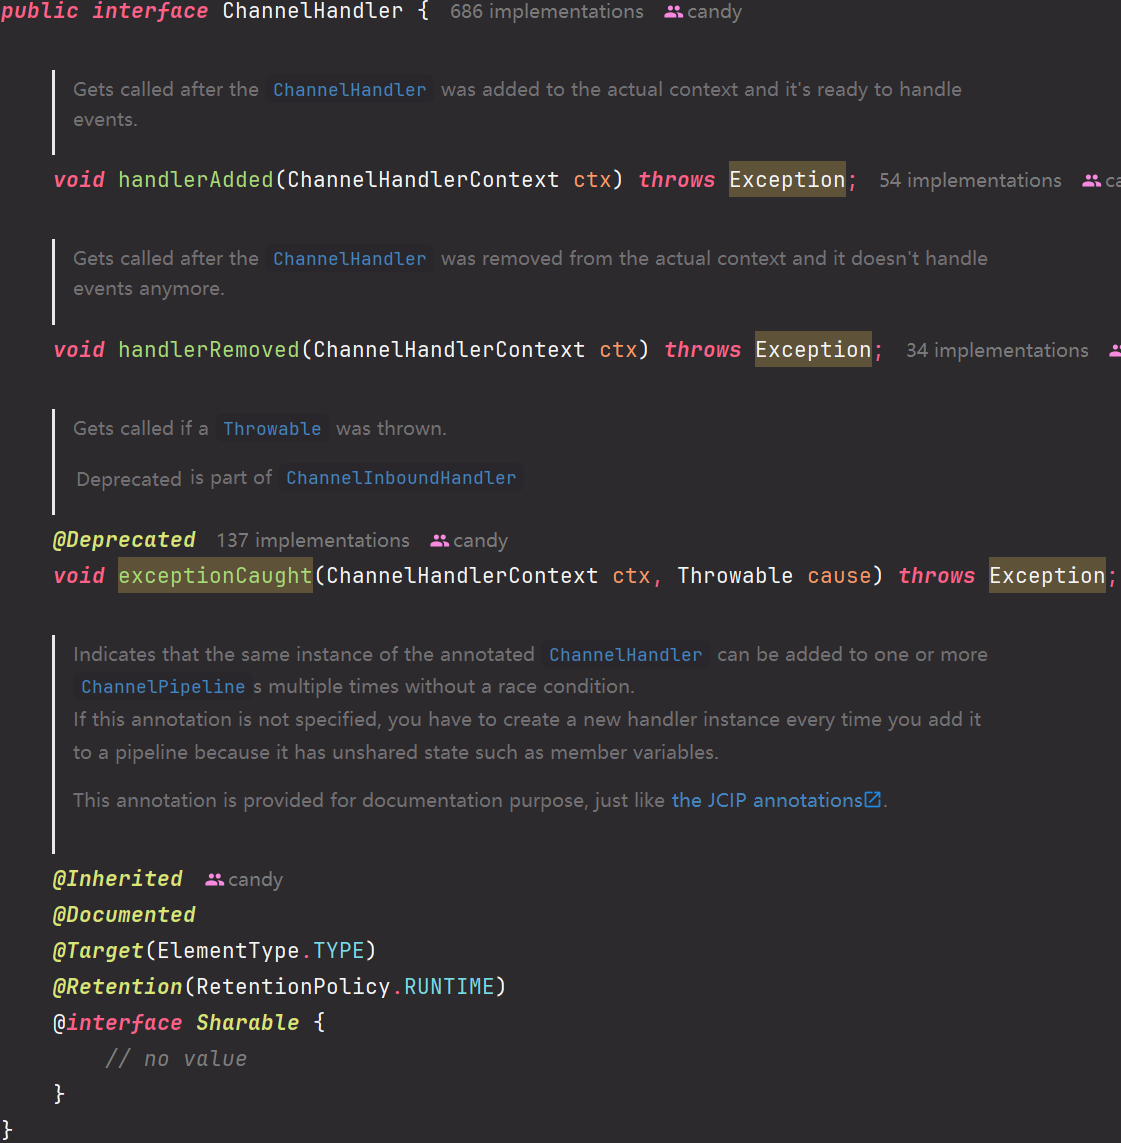 public interface ChannelHandler {  686 implementations  candy
Gets called after the ChannelHandler was added to the actual context and it's ready to handle
events.
void handlerAdded(ChannelHandlerContext ctx) throws Exception;  54 implementations  ca
Gets called after the ChannelHandler was removed from the actual context and it doesn't handle
events anymore.
void handlerRemoved(ChannelHandlerContext ctx) throws Exception;  34 implementations
Gets called if a Throwable was thrown.
Deprecated is part of ChannelInboundHandler
@Deprecated  137 implementations  candy
void exceptionCaught(ChannelHandlerContext ctx, Throwable cause) throws Exception;
Indicates that the same instance of the annotated ChannelHandler can be added to one or more
ChannelPipeline s multiple times without a race condition.
If this annotation is not specified, you have to create a new handler instance every time you add it
to a pipeline because it has unshared state such as member variables.
This annotation is provided for documentation purpose, just like the JCIP annotations.
@Inherited  candy
@Documented
@Target(ElementType.TYPE)
@Retention(RetentionPolicy.RUNTIME)
@interface Sharable {
// no value
}
}